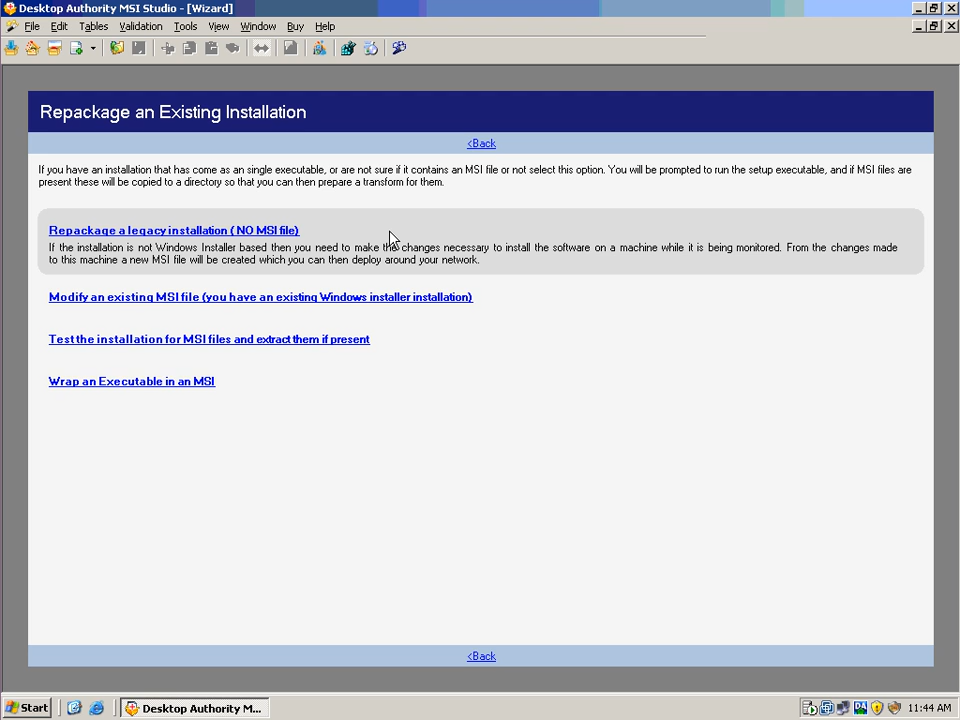 Desktop Authority MSI Studio - [Wizard]
File Edit Tables Validation Tools View Window Buy Help
Repackage an Existing Installation
<Back
If you have an installation that has come as an single executable, or are not sure if it contains an MSI file or not select this option. You will be prompted to run the setup executable, and if MSI files are
present these will be copied to a directory so that you can then prepare a transform for them.
Repackage a legacy installation ( NO MSI file)
If the installation is not Windows Installer based then you need to make the changes necessary to install the software on a machine while it is being monitored. From the changes made
to this machine a new MSI file will be created which you can then deploy around your network.
Modify an existing MSI file (you have an existing Windows installer installation)
Test the installation for MSI files and extract them if present
Wrap an Executable in an MSI
<Back
Start
Desktop Authority M...
DA
11:44 AM